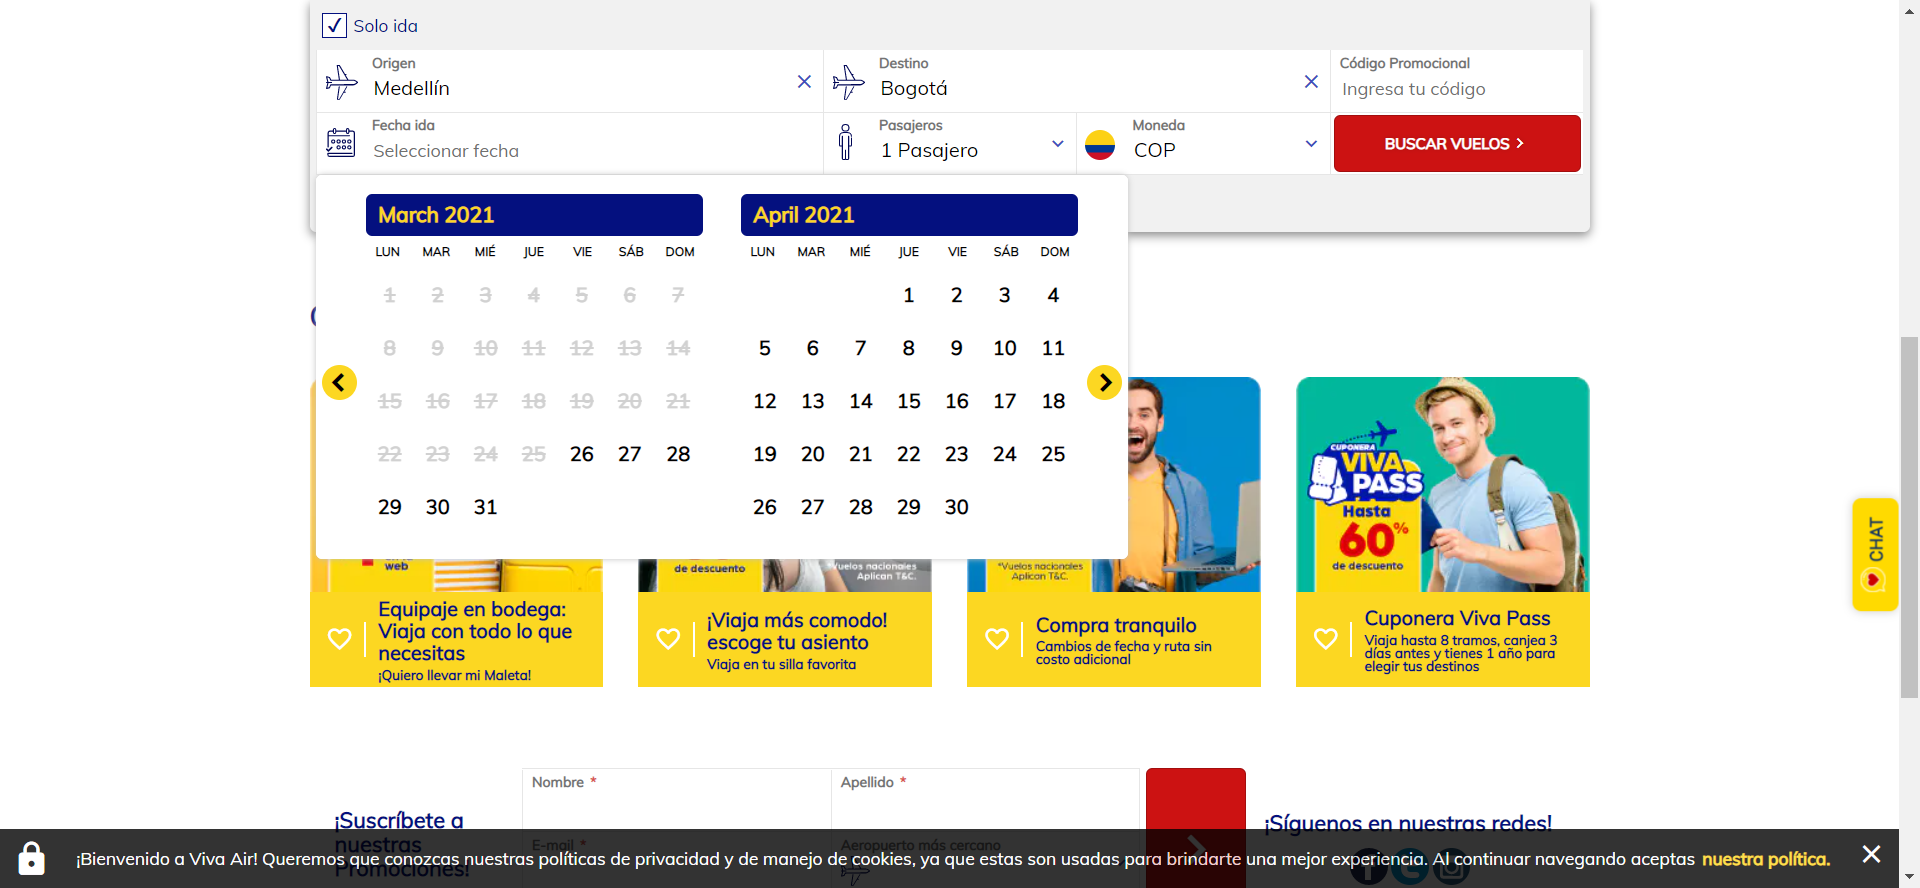 Solo ida
Origen
Medellín
Destino
Bogotá
Código Promocional
Ingresa tu código
Fecha ida
Seleccionar fecha
Pasajeros
1 Pasajero
Moneda
COP
BUSCAR VUELOS
March 2021
LUN MAR MIÉ JUE VIE SÁB DOM
1 2 3 4 5 6 7
8 9 10 11 12 13 14
15 16 17 18 19 20 21
22 23 24 25 26 27 28
29 30 31
April 2021
LUN MAR MIÉ JUE VIE SÁB DOM
1 2 3 4
5 6 7 8 9 10 11
12 13 14 15 16 17 18
19 20 21 22 23 24 25
26 27 28 29 30
web
Equipaje en bodega:
Viaja con todo lo que
necesitas
¡Quiero llevar mi Maleta!
de descuento
*Vuelos nacionales
Aplican T&C.
¡Viaja más comodo!
escoge tu asiento
Viaja en tu silla favorita
*Vuelos nacionales
Aplican T&C.
Compra tranquilo
Cambios de fecha y ruta sin
costo adicional
CUPONERA
VIVA
PASS
Hasta
60%
de descuento
Cuponera Viva Pass
Viaja hasta 8 tramos, canjea 3
días antes y tienes 1 año para
elegir tus destinos
CHAT
¡Suscríbete a
nuestras
Promociones!
Nombre *
Apellido *
E-mail *
Aeropuerto más cercano
¡Síguenos en nuestras redes!
¡Bienvenido a Viva Air! Queremos que conozcas nuestras políticas de privacidad y de manejo de cookies, ya que estas son usadas para brindarte una mejor experiencia. Al continuar navegando aceptas nuestra política.